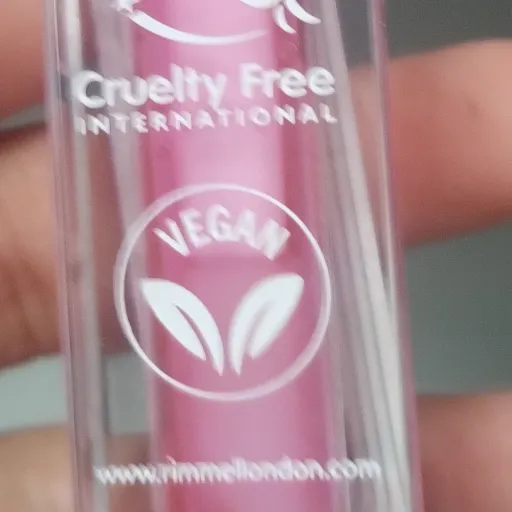 Cruelty Free
INTERNATIONAL
VEGAN
www.rimmellondon.com